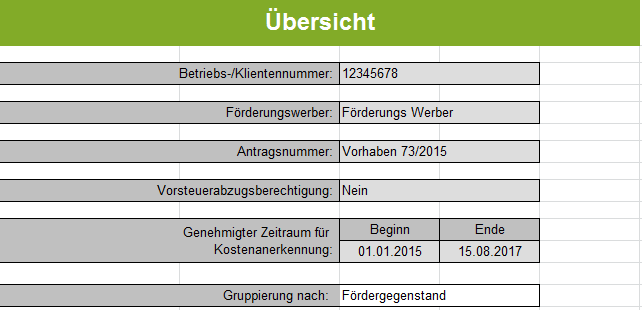 Übersicht
Betriebs-/Klientennummer: 12345678
Förderungswerber: Förderungs Werber
Antragsnummer: Vorhaben 73/2015
Vorsteuerabzugsberechtigung: Nein
Genehmigter Zeitraum für Kostenanerkennung:
Beginn Ende
01.01.2015 15.08.2017
Gruppierung nach: Fördergegenstand